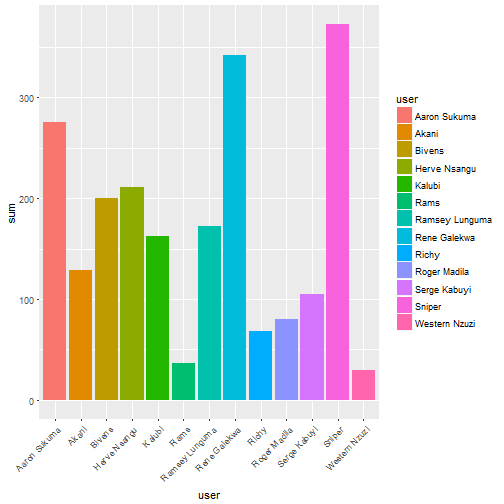 sum
300
200
100
0
Aaron Sukuma
Akani
Bivens
Herve Nsangu
Kalubi
Rams
Ramsey Lunguma
Rene Galekwa
Richy
Roger Madila
Serge Kabuyi
Sniper
Western Nzuzi
user
user
Aaron Sukuma
Akani
Bivens
Herve Nsangu
Kalubi
Rams
Ramsey Lunguma
Rene Galekwa
Richy
Roger Madila
Serge Kabuyi
Sniper
Western Nzuzi